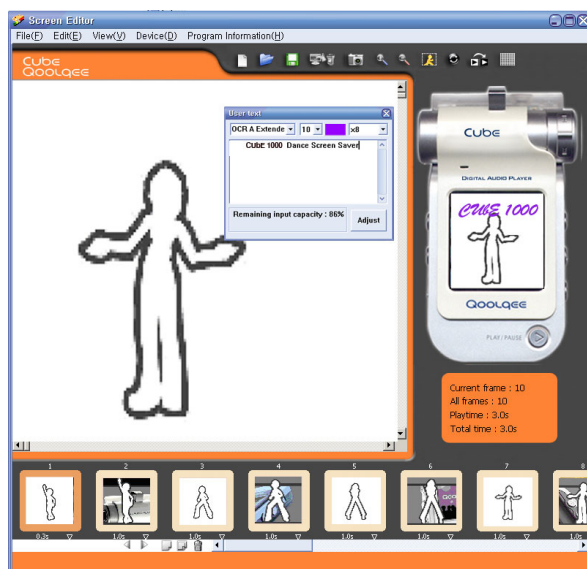 Screen Editor
File(F) Edit(E) View(V) Device(D) Program Information(H)
Cube
Qoolqee
User text
OCR A Extende 10 x8
CUbE 1000 Dance Screen Saver
Remaining input capacity : 86%
Adjust
Cube
DIGITAL AUDIO PLAYER
CUbE 1000
Qoolqee
PLAY/PAUSE
Current frame : 10
All frames : 10
Playtime : 3.0s
Total time : 3.0s
1 2 3 4 5 6 7 8
0.3s 1.0s 1.0s 1.0s 1.0s 1.0s 1.0s 1.0s